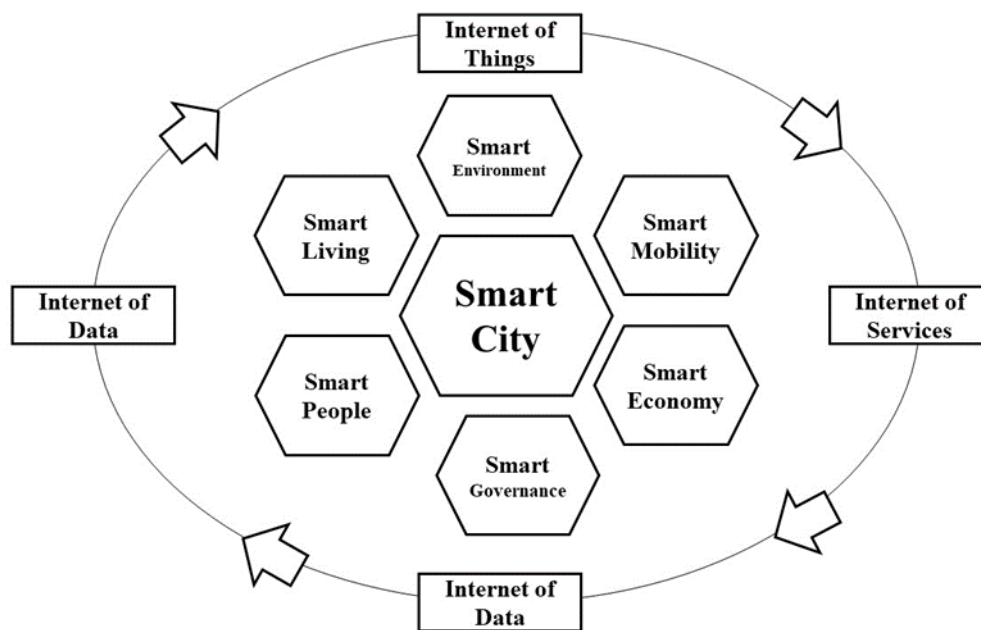 Internet of
Things
Smart
Environment
Smart
Living
Smart
Mobility
Smart
City
Internet of
Data
Internet of
Services
Smart
People
Smart
Economy
Smart
Governance
Internet of
Data